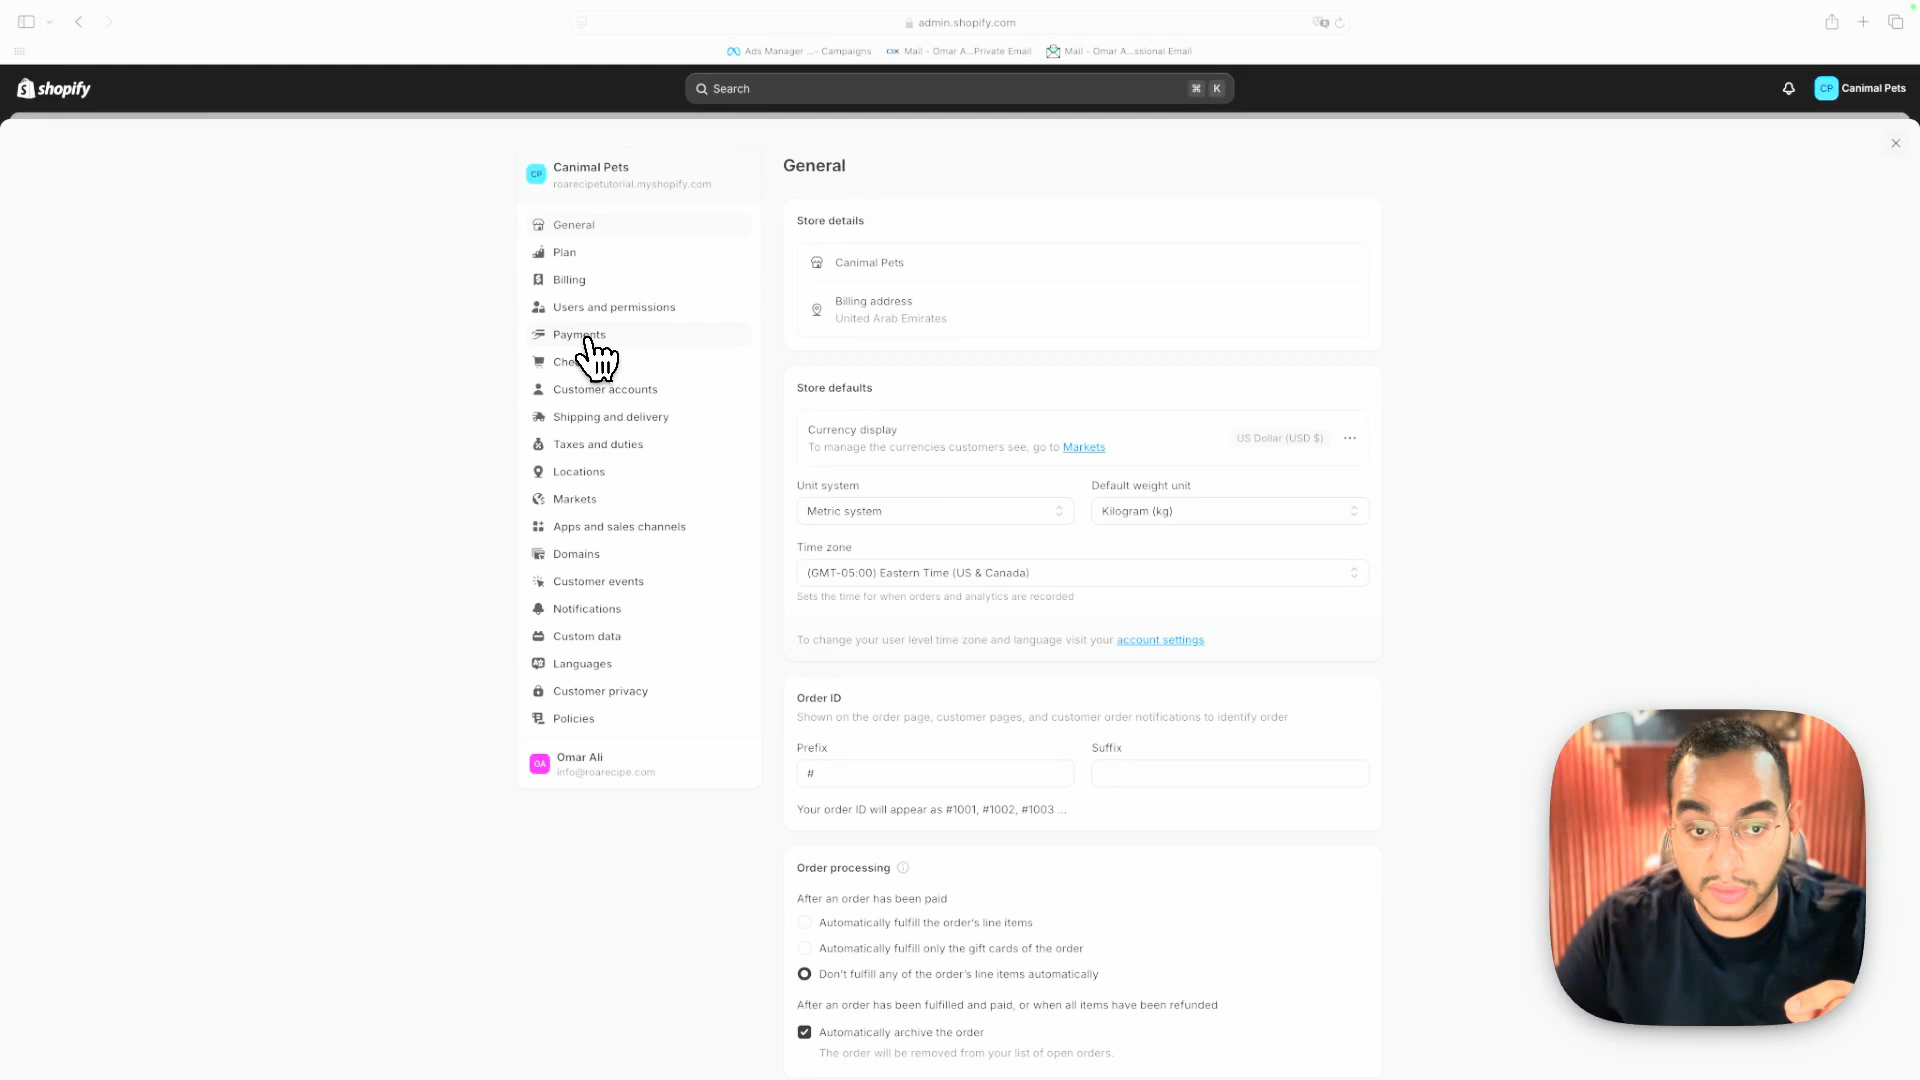 admin.shopify.com
Ads Manager ...- Campaigns
Mail - Omar A...Private Email
Mail - Omar A...ssional Email
shopify
Search
⌘ K
CP
Canimal Pets
CP
Canimal Pets
roarecipetutorial.myshopify.com
General
Plan
Billing
Users and permissions
Payments
Customer accounts
Shipping and delivery
Taxes and duties
Locations
Markets
Apps and sales channels
Domains
Customer events
Notifications
Custom data
Languages
Customer privacy
Policies
OA
Omar Ali
info@roarecipe.com
General
Store details
Canimal Pets
Billing address
United Arab Emirates
Store defaults
Currency display
To manage the currencies customers see, go to Markets
US Dollar (USD $)
Unit system
Default weight unit
Metric system
Kilogram (kg)
Time zone
(GMT-05:00) Eastern Time (US & Canada)
Sets the time for when orders and analytics are recorded
To change your user level time zone and language visit your account settings
Order ID
Shown on the order page, customer pages, and customer order notifications to identify order
Prefix
Suffix
#
Your order ID will appear as #1001, #1002, #1003 ...
Order processing
After an order has been paid
Automatically fulfill the order's line items
Automatically fulfill only the gift cards of the order
Don't fulfill any of the order's line items automatically
After an order has been fulfilled and paid, or when all items have been refunded
Automatically archive the order
The order will be removed from your list of open orders.